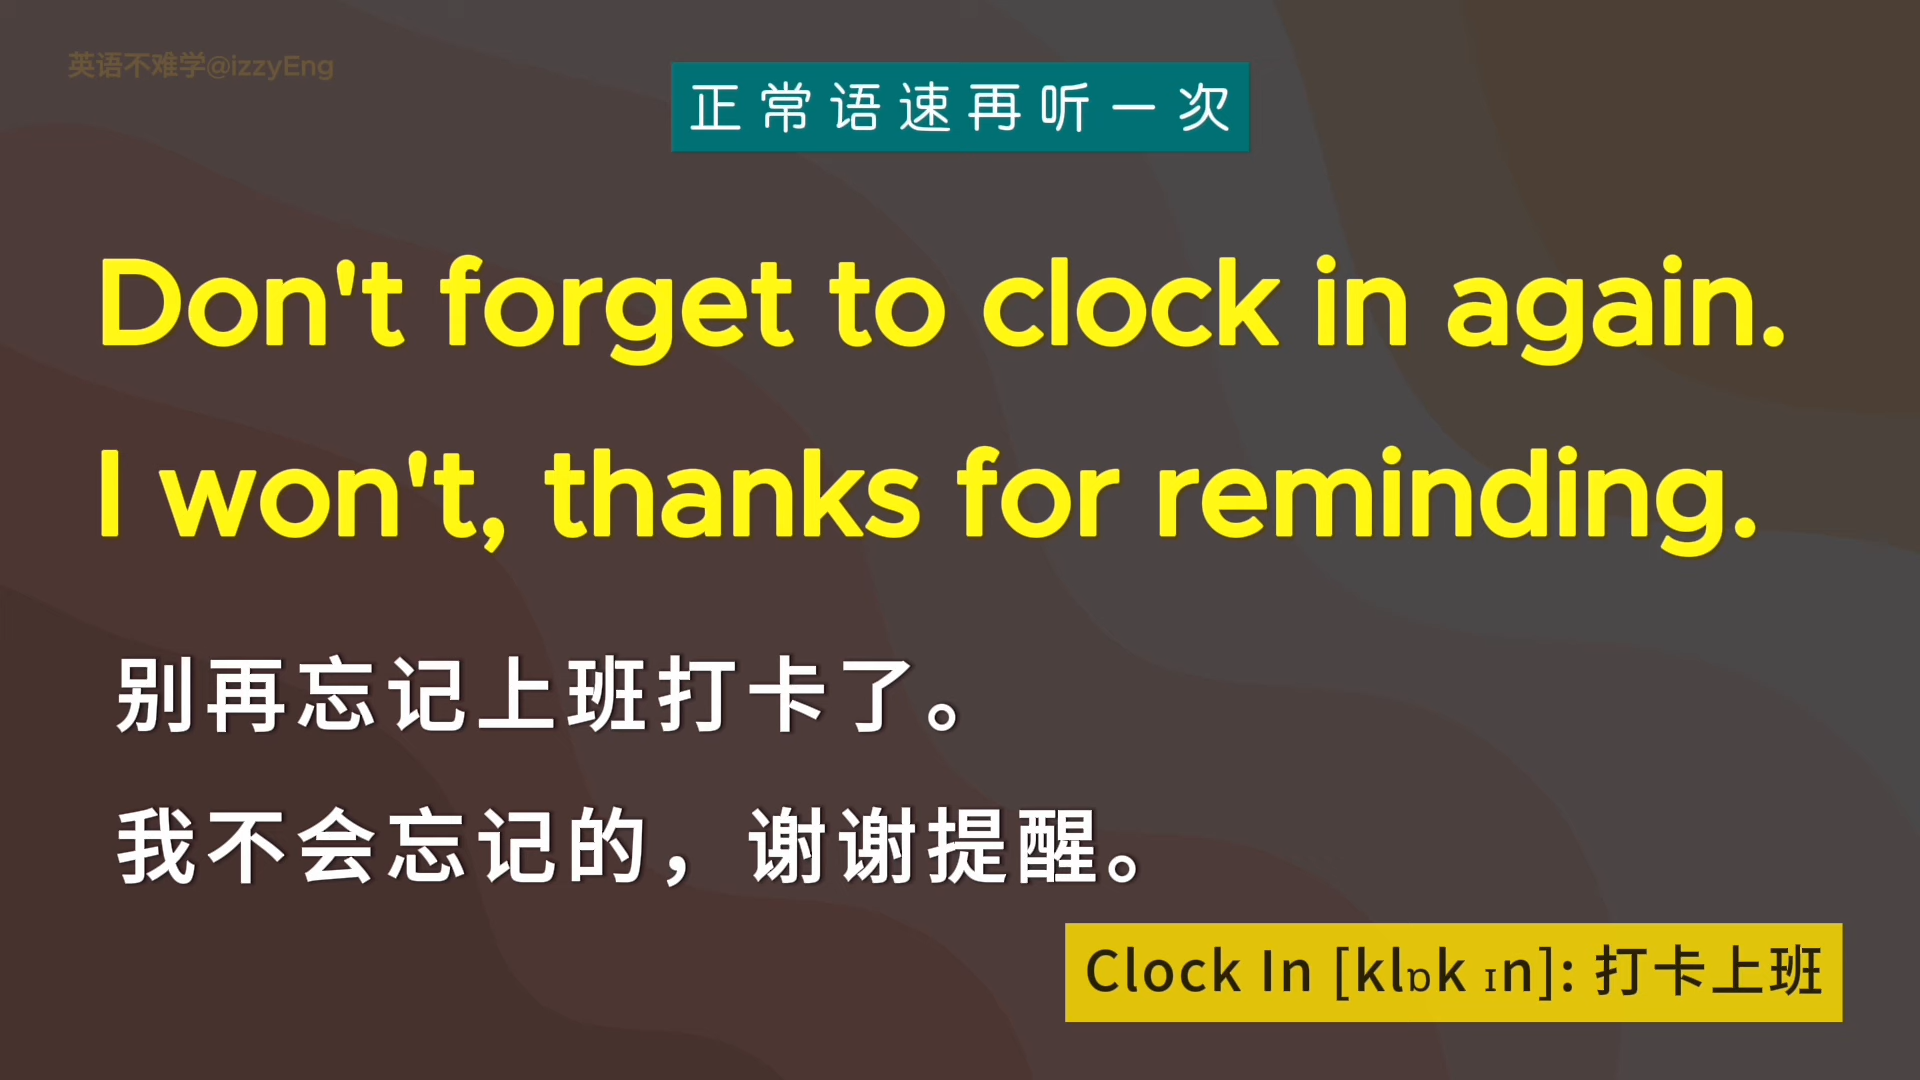 英语不难学@izzyEng
正常语速再听一次
Don't forget to clock in again.
I won't, thanks for reminding.
别再忘记上班打卡了。
我不会忘记的，谢谢提醒。
Clock In [klɒk ɪn]: 打卡上班